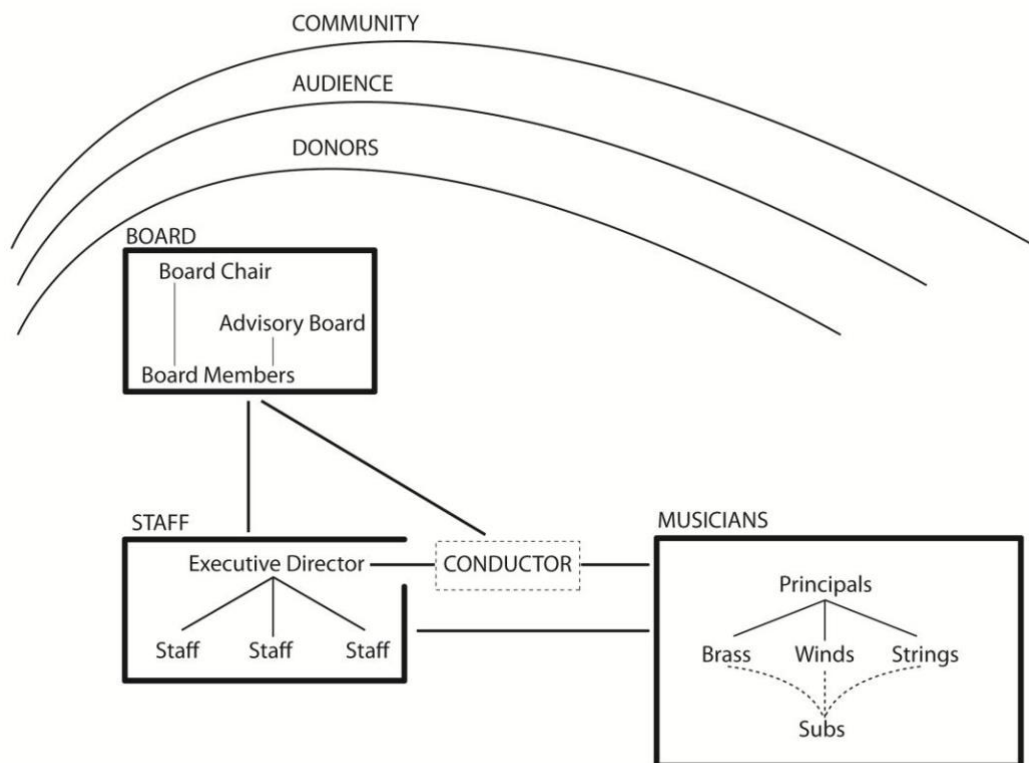 COMMUNITY
AUDIENCE
DONORS
BOARD
Board Chair
Advisory Board
Board Members
STAFF
MUSICIANS
Executive Director
CONDUCTOR
Principals
Staff Staff Staff
Brass Winds Strings
Subs